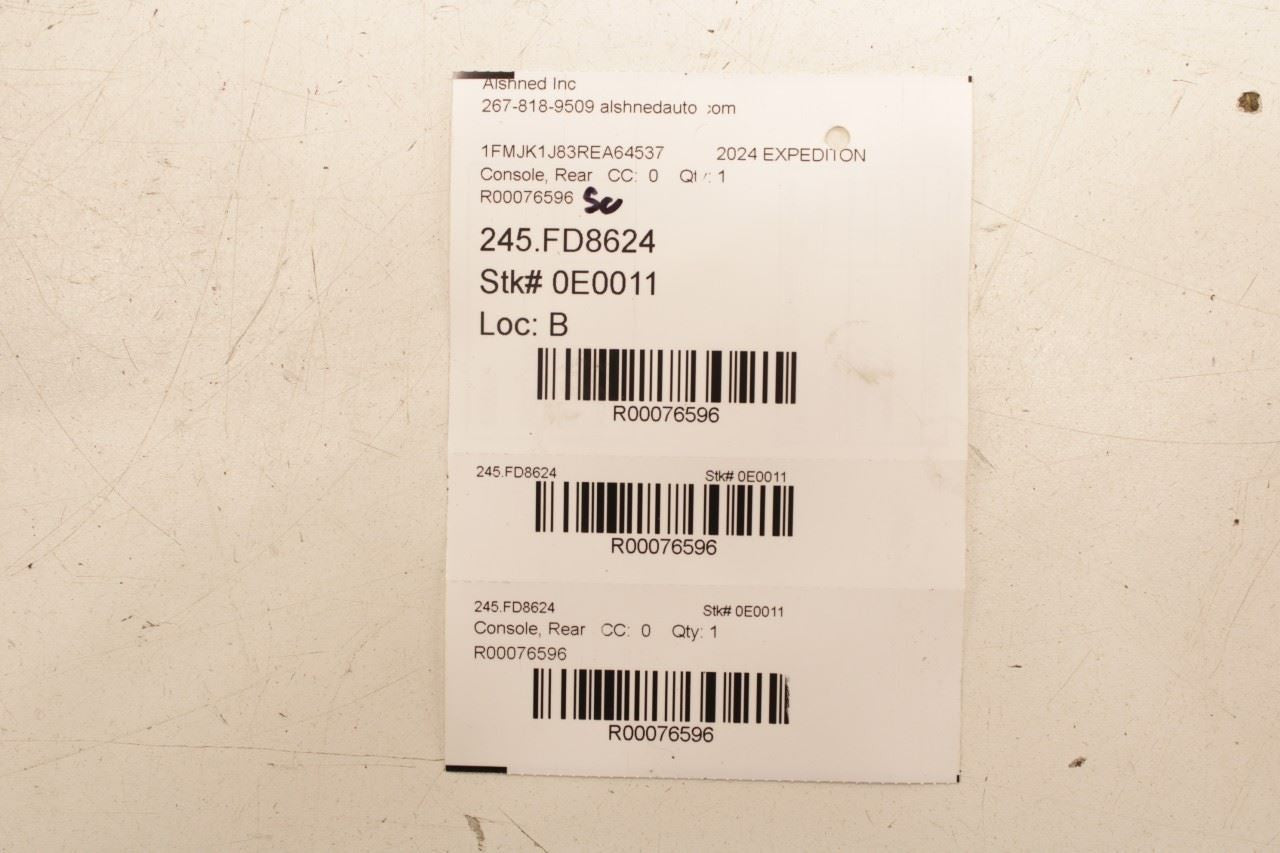 Alshned Inc
267-818-9509 alshnedauto.com
1FMJK1J83REA64537 2024 EXPEDITON
Console, Rear CC: 0 Qty: 1
R00076596
245.FD8624
Stk# 0E0011
Loc: B
R00076596
245.FD8624 Stk# 0E0011
R00076596
245.FD8624 Stk# 0E0011
Console, Rear CC: 0 Qty: 1
R00076596
R00076596